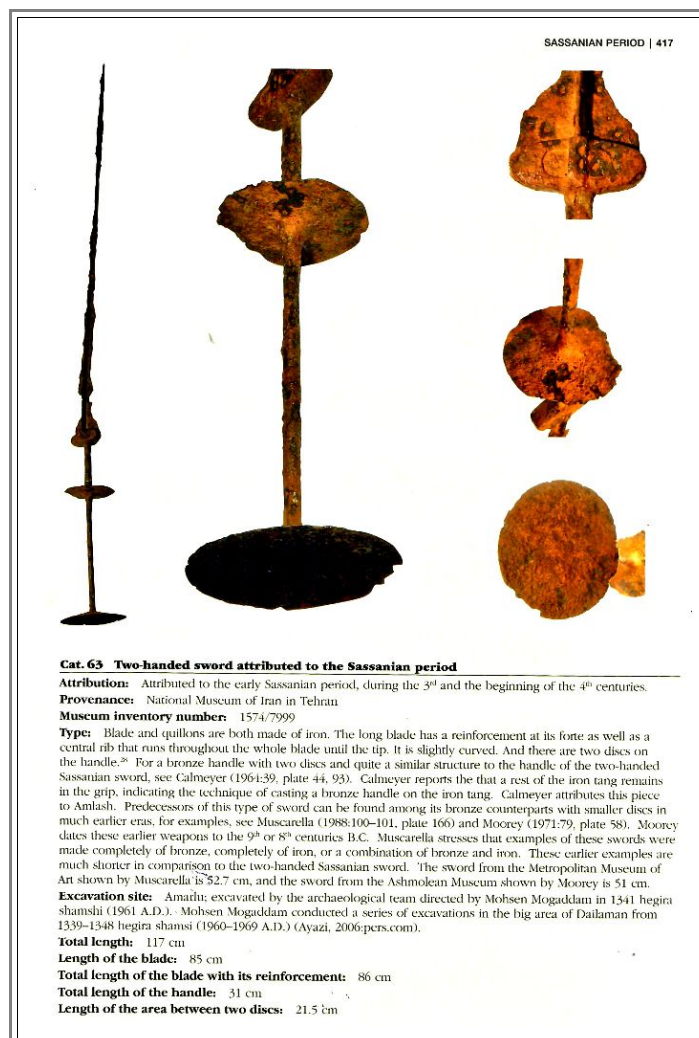 SASSANIAN PERIOD | 417
Cat. 63 Two-handed sword attributed to the Sassanian period
Attribution: Attributed to the early Sassanian period, during the 3rd and the beginning of the 4th centuries.
Provenance: National Museum of Iran in Tehran
Museum inventory number: 1574/7999
Type: Blade and quillons are both made of iron. The long blade has a reinforcement at its forte as well as a
central rib that runs throughout the whole blade until the tip. It is slightly curved. And there are two discs on
the handle.28 For a bronze handle with two discs and quite a similar structure to the handle of the two-handed
Sassanian sword, see Calmeyer (1964:39, plate 44, 93). Calmeyer reports the that a rest of the iron tang remains
in the grip, indicating the technique of casting a bronze handle on the iron tang. Calmeyer attributes this piece
to Amlash. Predecessors of this type of sword can be found among its bronze counterparts with smaller discs in
much earlier eras, for examples, see Muscarella (1988:100–101, plate 166) and Moorey (1971:79, plate 58). Moorey
dates these earlier weapons to the 9th or 8th centuries B.C. Muscarella stresses that examples of these swords were
made completely of bronze, completely of iron, or a combination of bronze and iron. These earlier examples are
much shorter in comparison to the two-handed Sassanian sword. The sword from the Metropolitan Museum of
Art shown by Muscarella is 52.7 cm, and the sword from the Ashmolean Museum shown by Moorey is 51 cm.
Excavation site: Amarlu; excavated by the archaeological team directed by Mohsen Mogaddam in 1341 hegira
shamshi (1961 A.D.). Mohsen Mogaddam conducted a series of excavations in the big area of Dailaman from
1339–1348 hegira shamsi (1960–1969 A.D.) (Ayazi, 2006:pers.com).
Total length: 117 cm
Length of the blade: 85 cm
Total length of the blade with its reinforcement: 86 cm
Total length of the handle: 31 cm
Length of the area between two discs: 21.5 cm